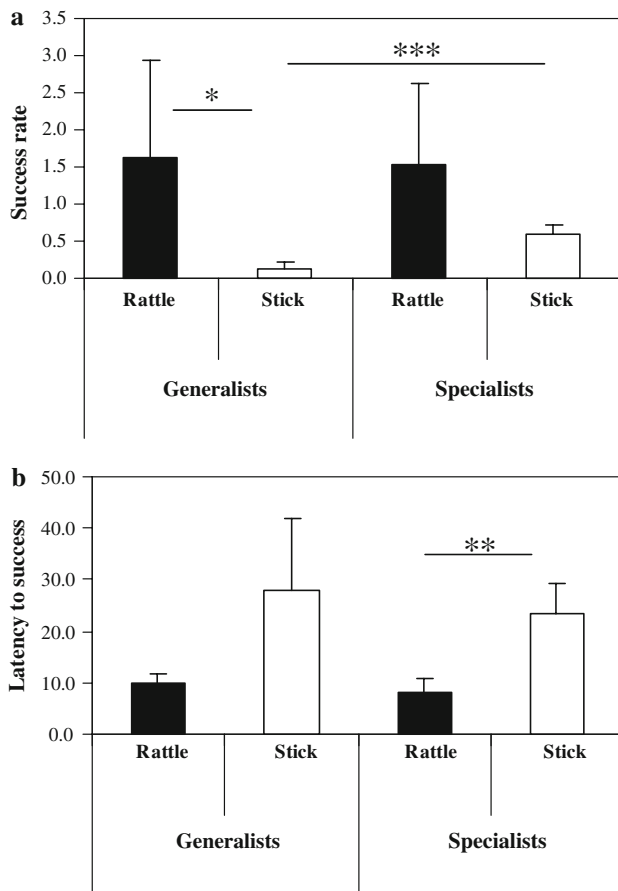 a
Success rate
3.5
3.0
2.5
2.0
1.5
1.0
0.5
0.0
*
***
Rattle Stick Rattle Stick
Generalists Specialists
b
Latency to success
50.0
40.0
30.0
20.0
10.0
0.0
**
Rattle Stick Rattle Stick
Generalists Specialists